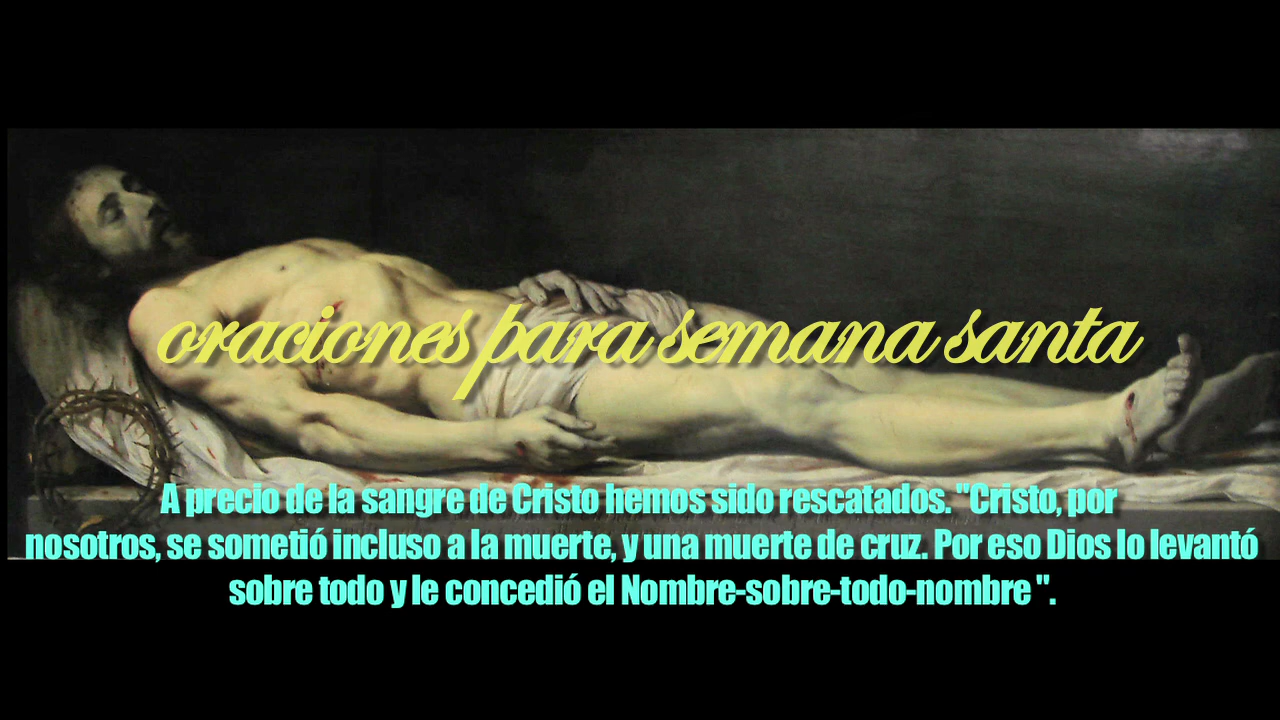 oraciones para semana santa
A precio de la sangre de Cristo hemos sido rescatados. "Cristo, por
nosotros, se sometió incluso a la muerte, y una muerte de cruz. Por eso Dios lo levantó
sobre todo y le concedió el Nombre-sobre-todo-nombre ".